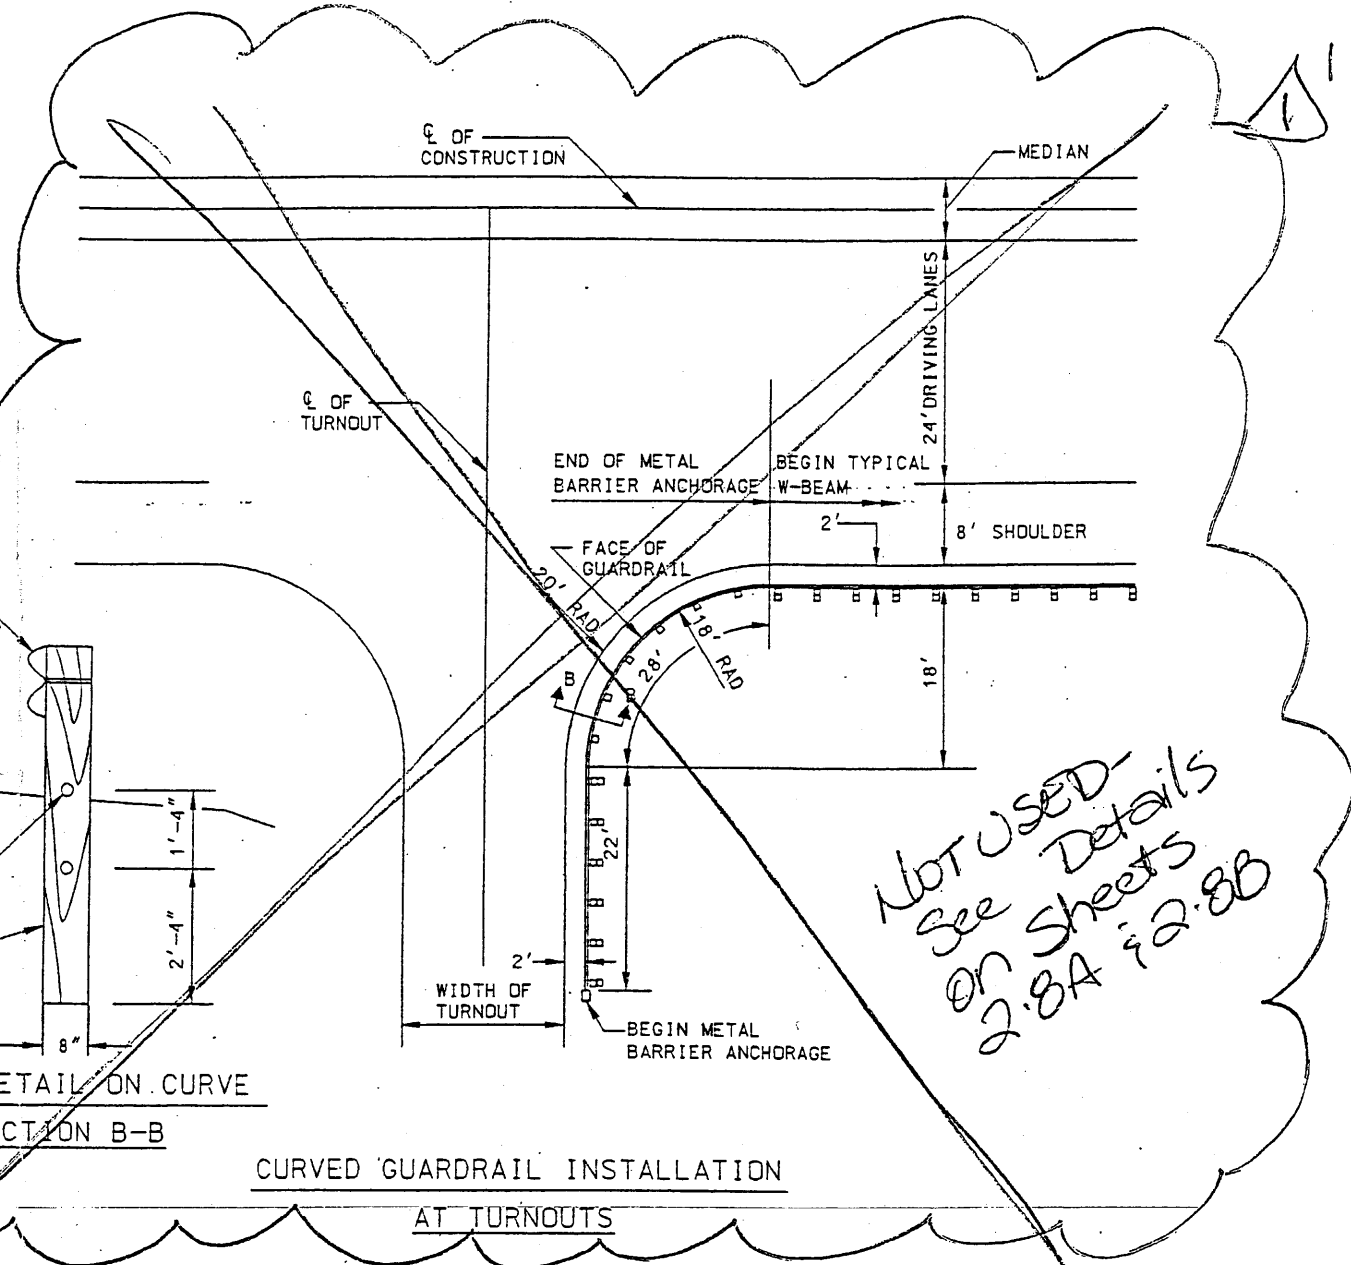 1
1
℄ OF
CONSTRUCTION
MEDIAN
24' DRIVING LANES
℄ OF
TURNOUT
END OF METAL
BARRIER ANCHORAGE
BEGIN TYPICAL
W-BEAM
2'
8' SHOULDER
FACE OF
GUARDRAIL
20' RAD
18'
RAD
28'
18'
B
22'
1'-4"
2'-4"
8"
2'
WIDTH OF
TURNOUT
BEGIN METAL
BARRIER ANCHORAGE
NOT USED-
See Details
on Sheets
2.8A & 2.8B
ETAIL ON CURVE
CTION B-B
CURVED GUARDRAIL INSTALLATION
AT TURNOUTS